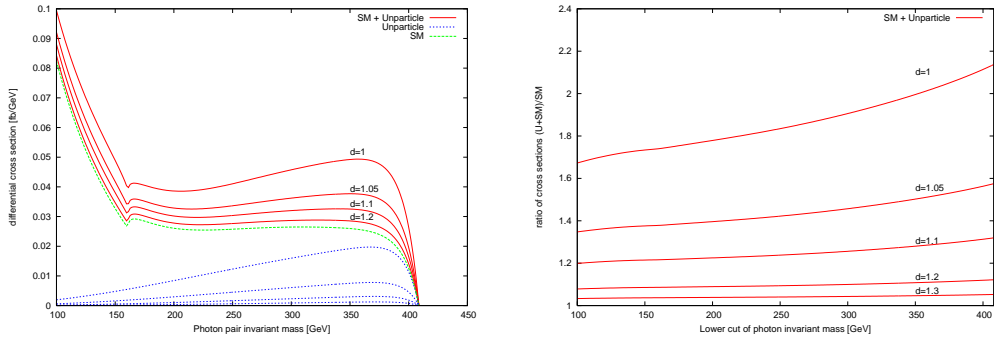 differential cross section [fb/GeV]
0.1
0.09
0.08
0.07
0.06
0.05
0.04
0.03
0.02
0.01
0
SM + Unparticle
Unparticle
SM
d=1
d=1.05
d=1.1
d=1.2
100
150
200
250
300
350
400
450
Photon pair invariant mass [GeV]
ratio of cross sections (U+SM)/SM
2.4
2.2
2
1.8
1.6
1.4
1.2
1
SM + Unparticle
d=1
d=1.05
d=1.1
d=1.2
d=1.3
100
150
200
250
300
350
400
Lower cut of photon invariant mass [GeV]